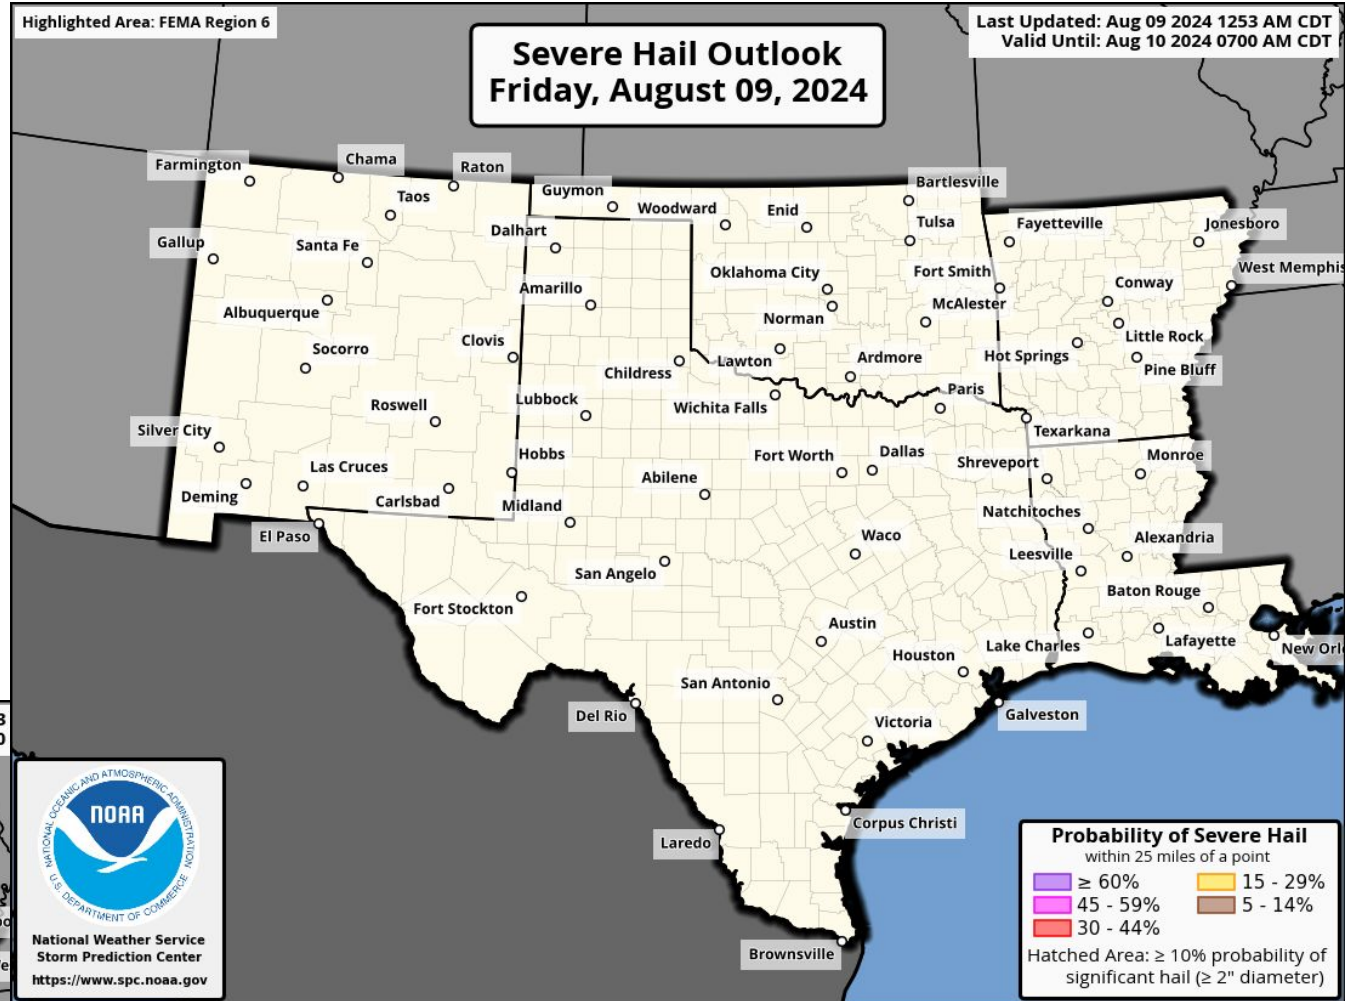 Highlighted Area: FEMA Region 6
Severe Hail Outlook
Friday, August 09, 2024
Last Updated: Aug 09 2024 1253 AM CDT
Valid Until: Aug 10 2024 0700 AM CDT
Farmington
Chama
Raton
Taos
Guymon
Woodward
Enid
Bartlesville
Gallup
Santa Fe
Dalhart
Tulsa
Fayetteville
Jonesboro
Amarillo
Oklahoma City
Fort Smith
West Memphis
Albuquerque
Norman
McAlester
Conway
Socorro
Clovis
Childress
Lawton
Ardmore
Hot Springs
Little Rock
Pine Bluff
Roswell
Lubbock
Wichita Falls
Paris
Texarkana
Silver City
Las Cruces
Hobbs
Abilene
Fort Worth
Dallas
Shreveport
Monroe
Deming
Carlsbad
Midland
Natchitoches
El Paso
San Angelo
Waco
Leesville
Alexandria
Fort Stockton
Austin
Baton Rouge
Houston
Lake Charles
Lafayette
New Orl
San Antonio
Del Rio
Victoria
Galveston
Laredo
Corpus Christi
Brownsville
3
0
NATIONAL OCEANIC AND ATMOSPHERIC ADMINISTRATION
NOAA
U.S. DEPARTMENT OF COMMERCE
National Weather Service
Storm Prediction Center
https://www.spc.noaa.gov
Probability of Severe Hail
within 25 miles of a point
≥ 60% 15 - 29%
45 - 59% 5 - 14%
30 - 44%
Hatched Area: ≥ 10% probability of
significant hail (≥ 2" diameter)